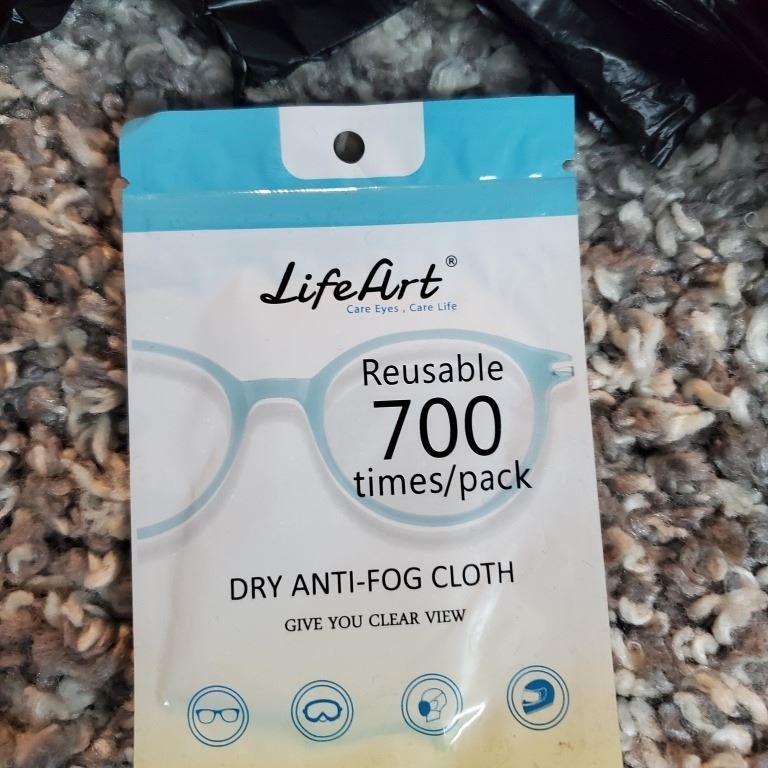 LifeArt®
Care Eyes , Care Life
Reusable
700
times/pack
DRY ANTI-FOG CLOTH
GIVE YOU CLEAR VIEW